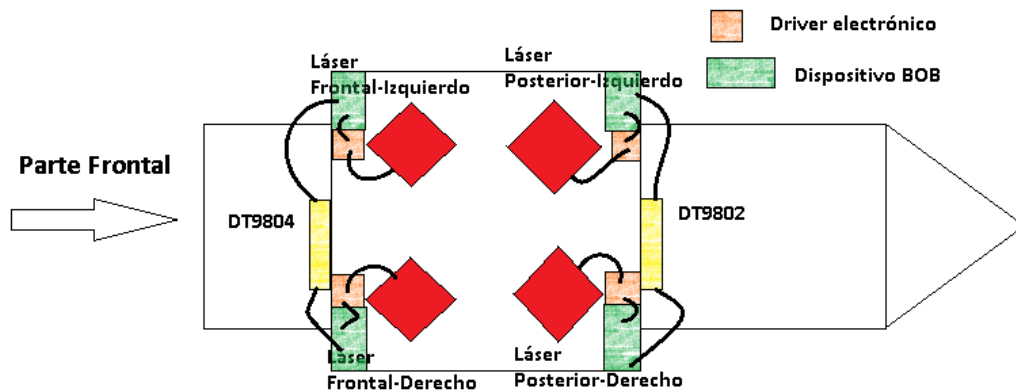 Driver electrónico
Láser
Frontal-Izquierdo
Láser
Posterior-Izquierdo
Dispositivo BOB
Parte Frontal
DT9804
DT9802
Láser
Frontal-Derecho
Láser
Posterior-Derecho